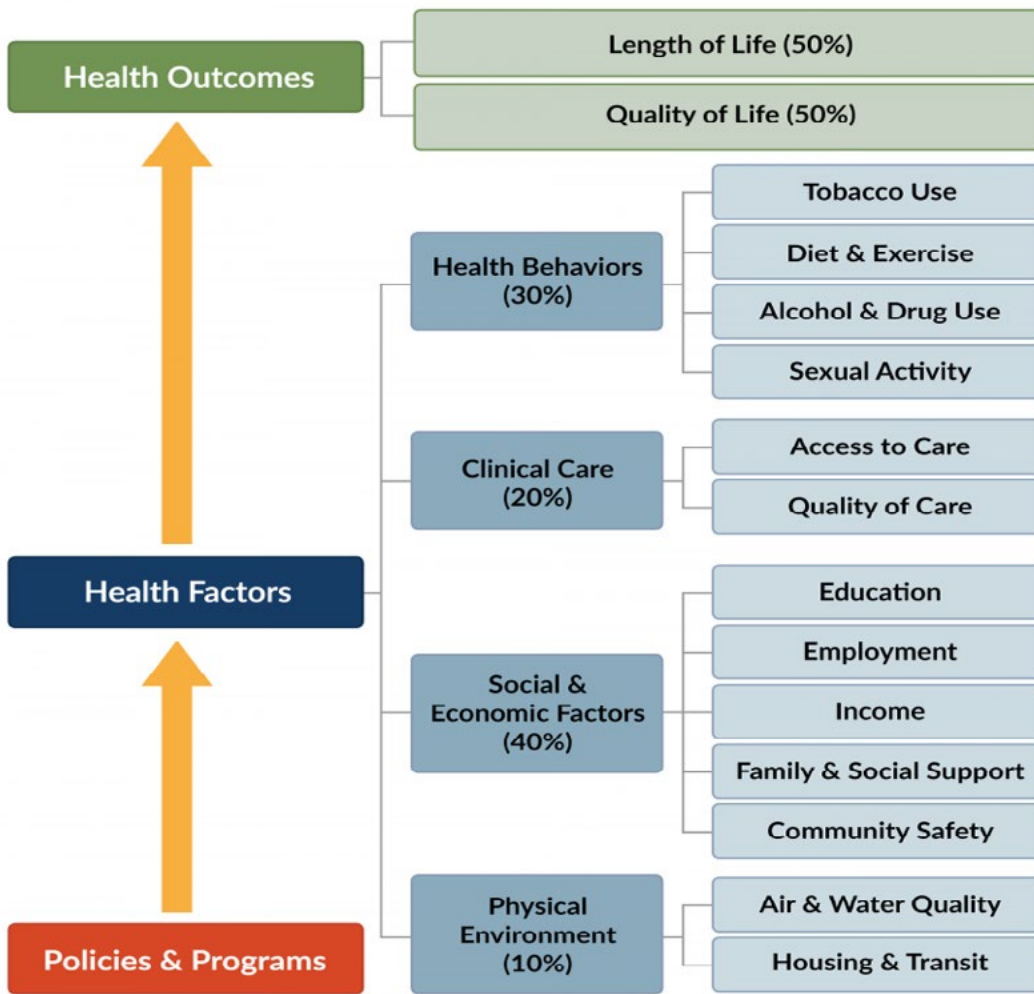 Health Outcomes
Length of Life (50%)
Quality of Life (50%)
Health Factors
Health Behaviors
(30%)
Tobacco Use
Diet & Exercise
Alcohol & Drug Use
Sexual Activity
Clinical Care
(20%)
Access to Care
Quality of Care
Social &
Economic Factors
(40%)
Education
Employment
Income
Family & Social Support
Community Safety
Physical
Environment
(10%)
Air & Water Quality
Housing & Transit
Policies & Programs